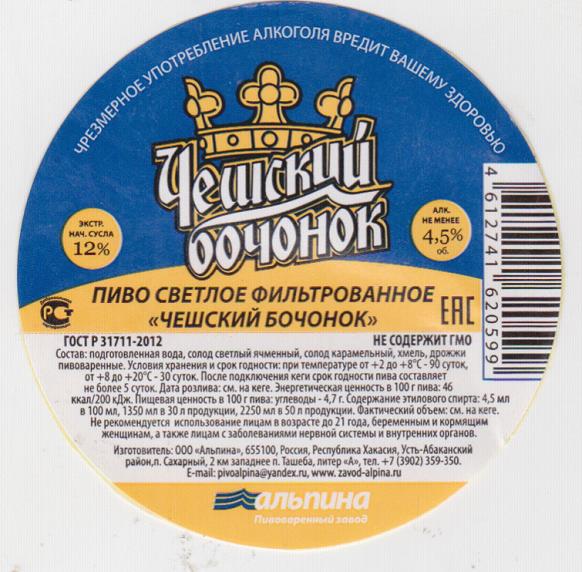 ЧРЕЗМЕРНОЕ УПОТРЕБЛЕНИЕ АЛКОГОЛЯ ВРЕДИТ ВАШЕМУ ЗДОРОВЬЮ
Чешский
бочонок
ЭКСТР.
НАЧ. СУСЛА
12%
АЛК.
НЕ МЕНЕЕ
4,5%
об.
4 612741 620599
ПИВО СВЕТЛОЕ ФИЛЬТРОВАННОЕ
«ЧЕШСКИЙ БОЧОНОК»
РСТ
ЕАС
ГОСТ Р 31711-2012 НЕ СОДЕРЖИТ ГМО
Состав: подготовленная вода, солод светлый ячменный, солод карамельный, хмель, дрожжи
пивоваренные. Условия хранения и срок годности: при температуре от +2 до +8°С - 90 суток,
от +8 до +20°С - 30 суток. После подключения кеги срок годности пива составляет
не более 5 суток. Дата розлива: см. на кеге. Энергетическая ценность в 100 г пива: 46
ккал/200 кДж. Пищевая ценность в 100 г пива: углеводы - 4,7 г. Содержание этилового спирта: 4,5 мл
в 100 мл, 1350 мл в 30 л продукции, 2250 мл в 50 л продукции. Фактический объем: см. на кеге.
Не рекомендуется использование лицам в возрасте до 21 года, беременным и кормящим
женщинам, а также лицам с заболеваниями нервной системы и внутренних органов.
Изготовитель: ООО «Альпина», 655100, Россия, Республика Хакасия, Усть-Абаканский
район,п. Сахарный, 2 км западнее п. Ташеба, литер «А», тел. +7 (3902) 359-350.
E-mail: pivoalpina@yandex.ru, www. zavod-alpina.ru
альпина
Пивоваренный завод